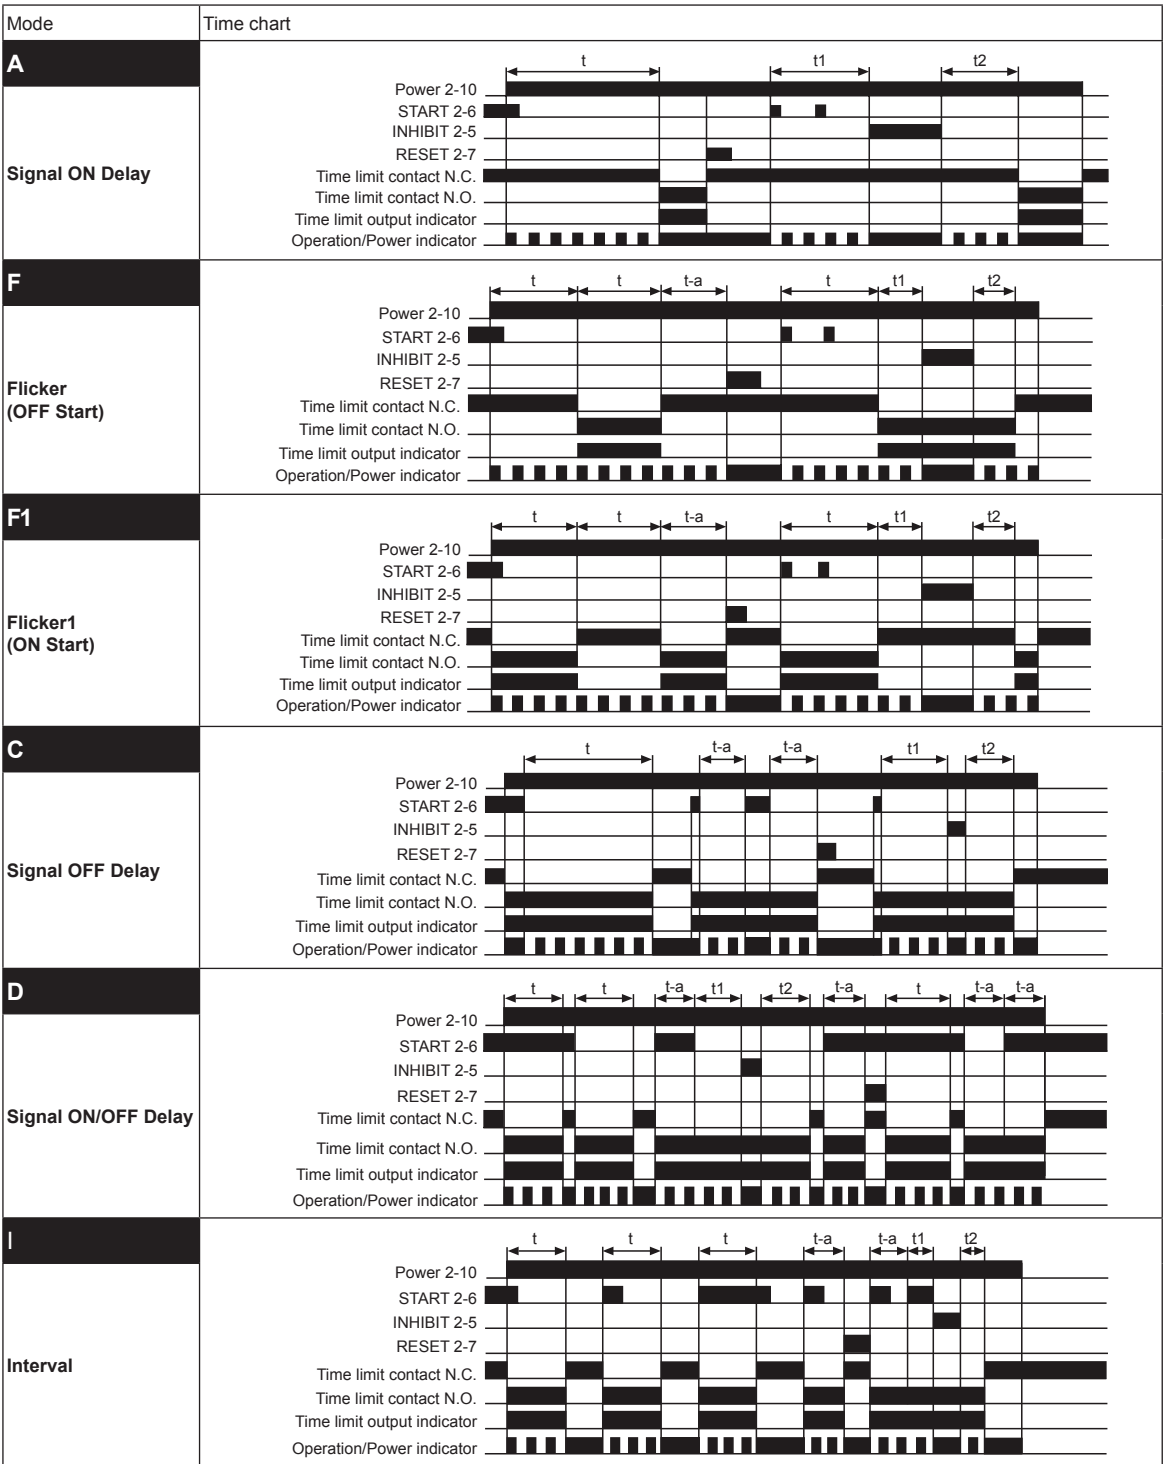 Mode Time chart
A
t t1 t2
Signal ON Delay
Power 2-10
START 2-6
INHIBIT 2-5
RESET 2-7
Time limit contact N.C.
Time limit contact N.O.
Time limit output indicator
Operation/Power indicator
F
t t t-a t t1 t2
Flicker
(OFF Start)
Power 2-10
START 2-6
INHIBIT 2-5
RESET 2-7
Time limit contact N.C.
Time limit contact N.O.
Time limit output indicator
Operation/Power indicator
F1
t t t-a t t1 t2
Flicker1
(ON Start)
Power 2-10
START 2-6
INHIBIT 2-5
RESET 2-7
Time limit contact N.C.
Time limit contact N.O.
Time limit output indicator
Operation/Power indicator
C
t t-a t-a t1 t2
Signal OFF Delay
Power 2-10
START 2-6
INHIBIT 2-5
RESET 2-7
Time limit contact N.C.
Time limit contact N.O.
Time limit output indicator
Operation/Power indicator
D
t t t-a t1 t2 t-a t t-a t-a
Signal ON/OFF Delay
Power 2-10
START 2-6
INHIBIT 2-5
RESET 2-7
Time limit contact N.C.
Time limit contact N.O.
Time limit output indicator
Operation/Power indicator
I
t t t t-a t-a t1 t2
Interval
Power 2-10
START 2-6
INHIBIT 2-5
RESET 2-7
Time limit contact N.C.
Time limit contact N.O.
Time limit output indicator
Operation/Power indicator